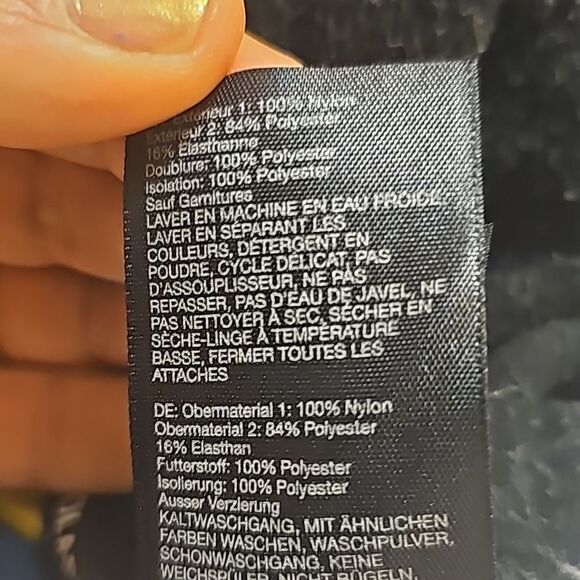 Extérieur 1: 100% Nylon
Extérieur 2: 84% Polyester
16% Elasthanne
Doublure: 100% Polyester
Isolation: 100% Polyester
Sauf Garnitures
LAVER EN MACHINE EN EAU FROIDE
LAVER EN SÉPARANT LES
COULEURS, DÉTERGENT EN
POUDRE, CYCLE DÉLICAT, PAS
D'ASSOUPLISSEUR, NE PAS
REPASSER, PAS D'EAU DE JAVEL, NE
PAS NETTOYER À SEC, SÉCHER EN
SÈCHE-LINGE À TEMPÉRATURE
BASSE, FERMER TOUTES LES
ATTACHES
DE: Obermaterial 1: 100% Nylon
Obermaterial 2: 84% Polyester
16% Elasthan
Futterstoff: 100% Polyester
Isolierung: 100% Polyester
Ausser Verzierung
KALTWASCHGANG, MIT ÄHNLICHEN
FARBEN WASCHEN, WASCHPULVER,
SCHONWASCHGANG, KEINE
WEICHSPÜLER, NICHT BÜGELN,